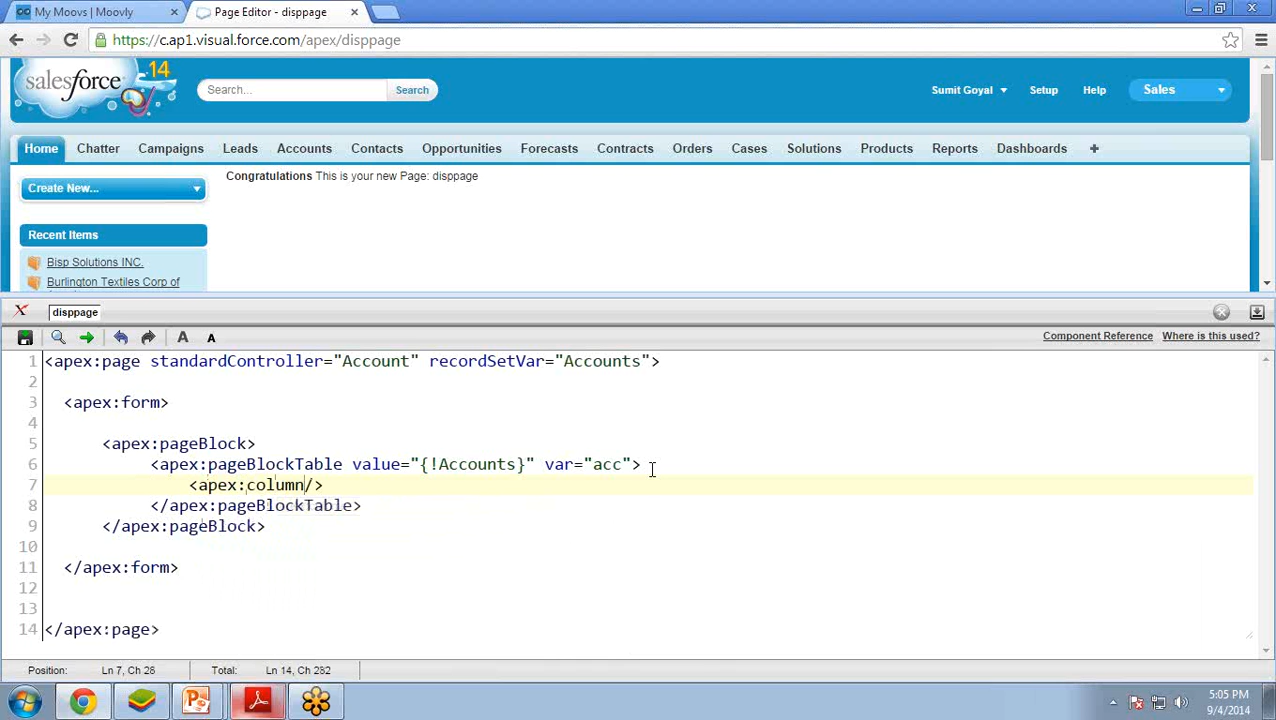 My Moovs | Moovly
Page Editor - disppage
https://c.ap1.visual.force.com/apex/disppage
salesforce 14
Search...
Search
Sumit Goyal
Setup
Help
Sales
Home Chatter Campaigns Leads Accounts Contacts Opportunities Forecasts Contracts Orders Cases Solutions Products Reports Dashboards +
Create New...
Congratulations This is your new Page: disppage
Recent Items
Bisp Solutions INC.
Burlington Textiles Corp of
disppage
A A
Component Reference Where is this used?
1 <apex:page standardController="Account" recordSetVar="Accounts">
2
3 <apex:form>
4
5 <apex:pageBlock>
6 <apex:pageBlockTable value="{!Accounts}" var="acc">
7 <apex:column/>
8 </apex:pageBlockTable>
9 </apex:pageBlock>
10
11 </apex:form>
12
13
14 </apex:page>
Position: Ln 7, Ch 26 Total: Ln 14, Ch 282
5:05 PM
9/4/2014